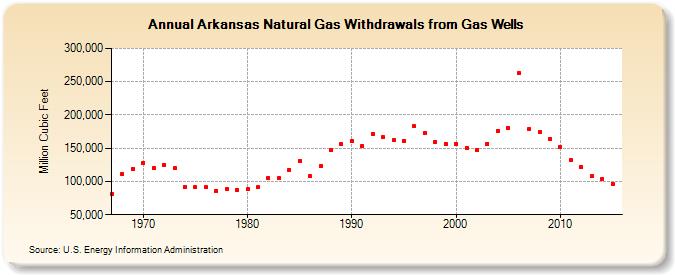 Annual Arkansas Natural Gas Withdrawals from Gas Wells
Million Cubic Feet
300,000
250,000
200,000
150,000
100,000
50,000
1970 1980 1990 2000 2010
Source: U.S. Energy Information Administration